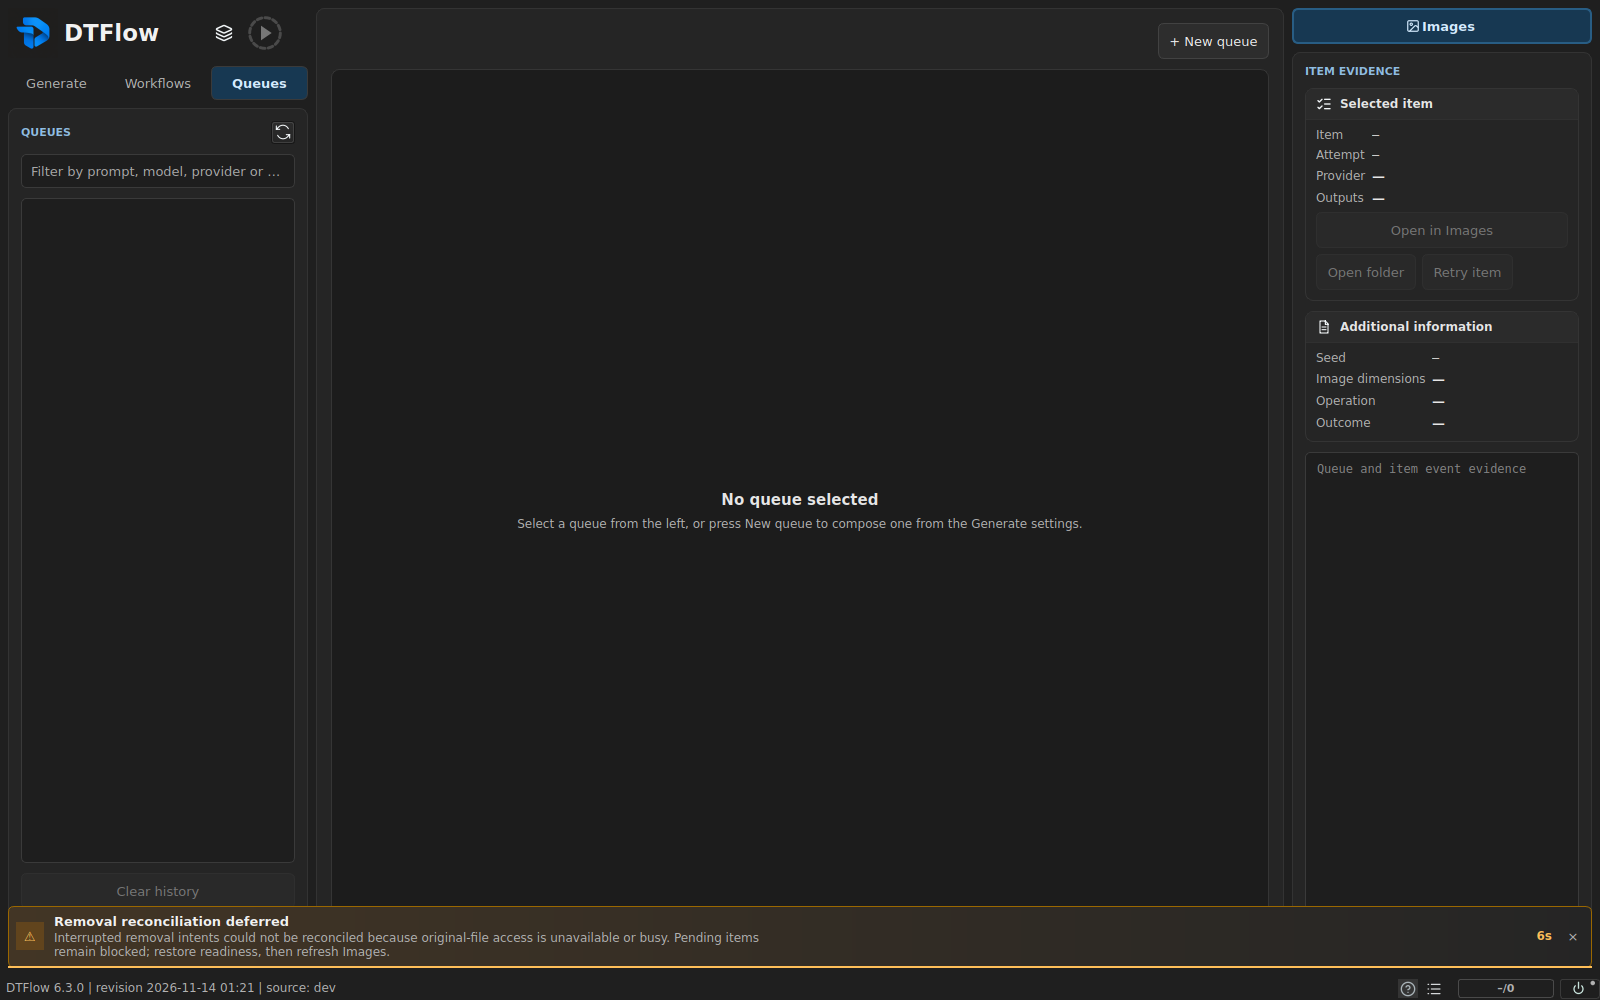 DTFlow
Generate
Workflows
Queues
QUEUES
Filter by prompt, model, provider or ...
Clear history
+ New queue
No queue selected
Select a queue from the left, or press New queue to compose one from the Generate settings.
Images
ITEM EVIDENCE
Selected item
Item –
Attempt –
Provider —
Outputs —
Open in Images
Open folder
Retry item
Additional information
Seed –
Image dimensions —
Operation —
Outcome —
Queue and item event evidence
Removal reconciliation deferred
Interrupted removal intents could not be reconciled because original-file access is unavailable or busy. Pending items
remain blocked; restore readiness, then refresh Images.
6s ×
DTFlow 6.3.0 | revision 2026-11-14 01:21 | source: dev
–/0